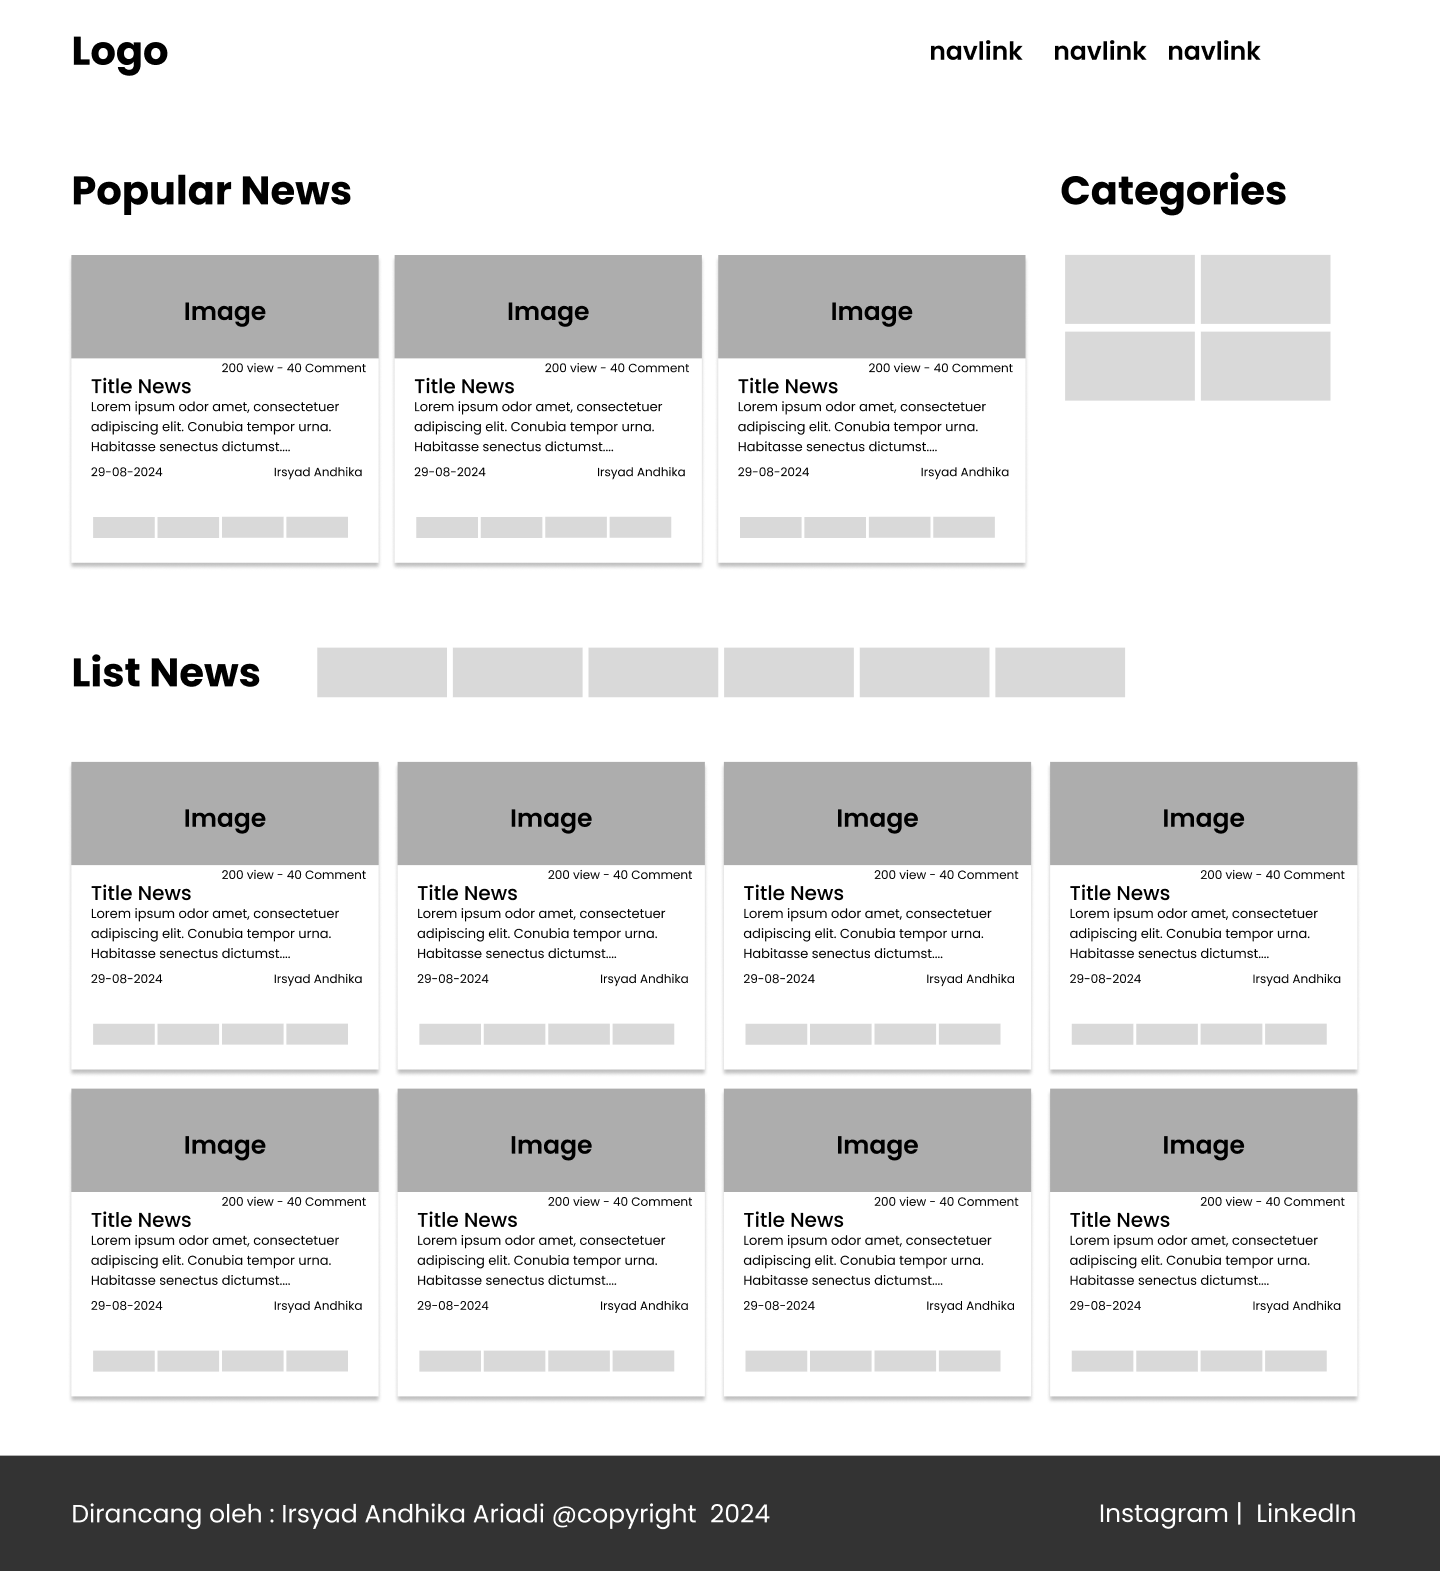 Logo
navlink navlink navlink
Popular News
Categories
Image
200 view - 40 Comment
Title News
Lorem ipsum odor amet, consectetuer
adipiscing elit. Conubia tempor urna.
Habitasse senectus dictumst....
29-08-2024 Irsyad Andhika
Image
200 view - 40 Comment
Title News
Lorem ipsum odor amet, consectetuer
adipiscing elit. Conubia tempor urna.
Habitasse senectus dictumst....
29-08-2024 Irsyad Andhika
Image
200 view - 40 Comment
Title News
Lorem ipsum odor amet, consectetuer
adipiscing elit. Conubia tempor urna.
Habitasse senectus dictumst....
29-08-2024 Irsyad Andhika
List News
Image
200 view - 40 Comment
Title News
Lorem ipsum odor amet, consectetuer
adipiscing elit. Conubia tempor urna.
Habitasse senectus dictumst....
29-08-2024 Irsyad Andhika
Image
200 view - 40 Comment
Title News
Lorem ipsum odor amet, consectetuer
adipiscing elit. Conubia tempor urna.
Habitasse senectus dictumst....
29-08-2024 Irsyad Andhika
Image
200 view - 40 Comment
Title News
Lorem ipsum odor amet, consectetuer
adipiscing elit. Conubia tempor urna.
Habitasse senectus dictumst....
29-08-2024 Irsyad Andhika
Image
200 view - 40 Comment
Title News
Lorem ipsum odor amet, consectetuer
adipiscing elit. Conubia tempor urna.
Habitasse senectus dictumst....
29-08-2024 Irsyad Andhika
Image
200 view - 40 Comment
Title News
Lorem ipsum odor amet, consectetuer
adipiscing elit. Conubia tempor urna.
Habitasse senectus dictumst....
29-08-2024 Irsyad Andhika
Image
200 view - 40 Comment
Title News
Lorem ipsum odor amet, consectetuer
adipiscing elit. Conubia tempor urna.
Habitasse senectus dictumst....
29-08-2024 Irsyad Andhika
Image
200 view - 40 Comment
Title News
Lorem ipsum odor amet, consectetuer
adipiscing elit. Conubia tempor urna.
Habitasse senectus dictumst....
29-08-2024 Irsyad Andhika
Image
200 view - 40 Comment
Title News
Lorem ipsum odor amet, consectetuer
adipiscing elit. Conubia tempor urna.
Habitasse senectus dictumst....
29-08-2024 Irsyad Andhika
Dirancang oleh : Irsyad Andhika Ariadi @copyright 2024
Instagram | LinkedIn